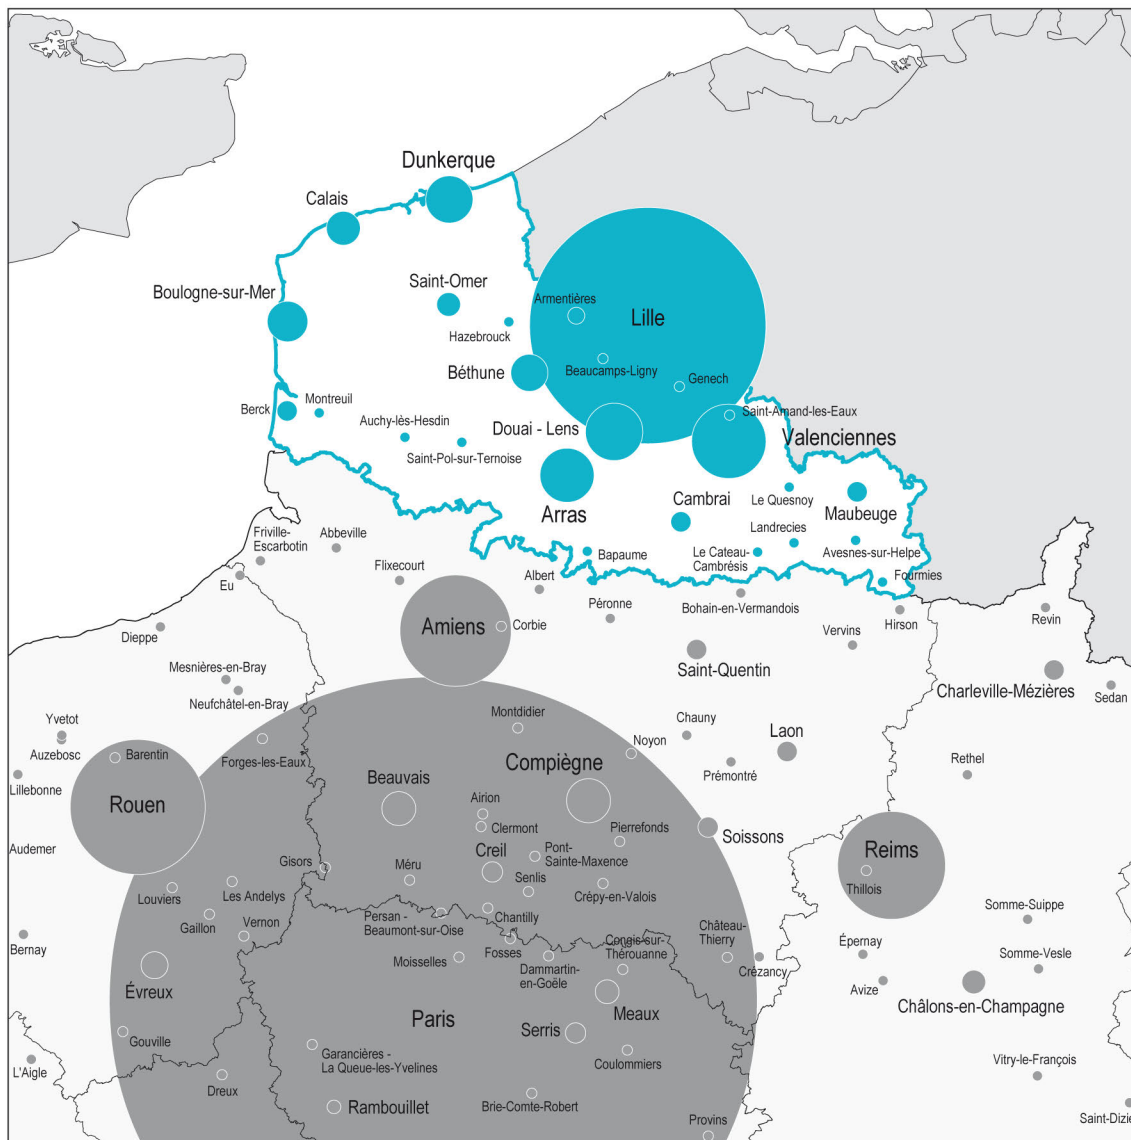 Dunkerque
Calais
Saint-Omer
Boulogne-sur-Mer
Armentières
Lille
Hazebrouck
Béthune
Beaucamps-Ligny
Genech
Montreuil
Berck
Auchy-lès-Hesdin
Saint-Pol-sur-Ternoise
Douai - Lens
Saint-Amand-les-Eaux
Valenciennes
Arras
Cambrai
Le Quesnoy
Maubeuge
Landrecies
Bapaume
Le Cateau-
Cambrésis
Avesnes-sur-Helpe
Fourmies
Friville-
Escarbotin
Abbeville
Flixecourt
Eu
Albert
Péronne
Bohain-en-Vermandois
Hirson
Revin
Dieppe
Amiens
Corbie
Vervins
Mesnières-en-Bray
Neufchâtel-en-Bray
Saint-Quentin
Charleville-Mézières
Sedan
Yvetot
Auzebosc
Barentin
Forges-les-Eaux
Montdidier
Noyon
Chauny
Laon
Prémontré
Rethel
Lillebonne
Rouen
Beauvais
Compiègne
Airion
Clermont
Pierrefonds
Soissons
Audemer
Gisors
Méru
Creil
Pont-
Sainte-Maxence
Senlis
Crépy-en-Valois
Reims
Thillois
Louviers
Les Andelys
Gaillon
Vernon
Persan -
Beaumont-sur-Oise
Chantilly
Fosses
Congis-sur-
Thérouanne
Château-
Thierry
Somme-Suippe
Bernay
Moisselles
Dammartin-
en-Goële
Crézancy
Épernay
Somme-Vesle
Évreux
Avize
Châlons-en-Champagne
Paris
Meaux
Serris
Gouville
Garancières -
La Queue-les-Yvelines
Coulommiers
L'Aigle
Dreux
Vitry-le-François
Rambouillet
Brie-Comte-Robert
Provins
Saint-Dizie